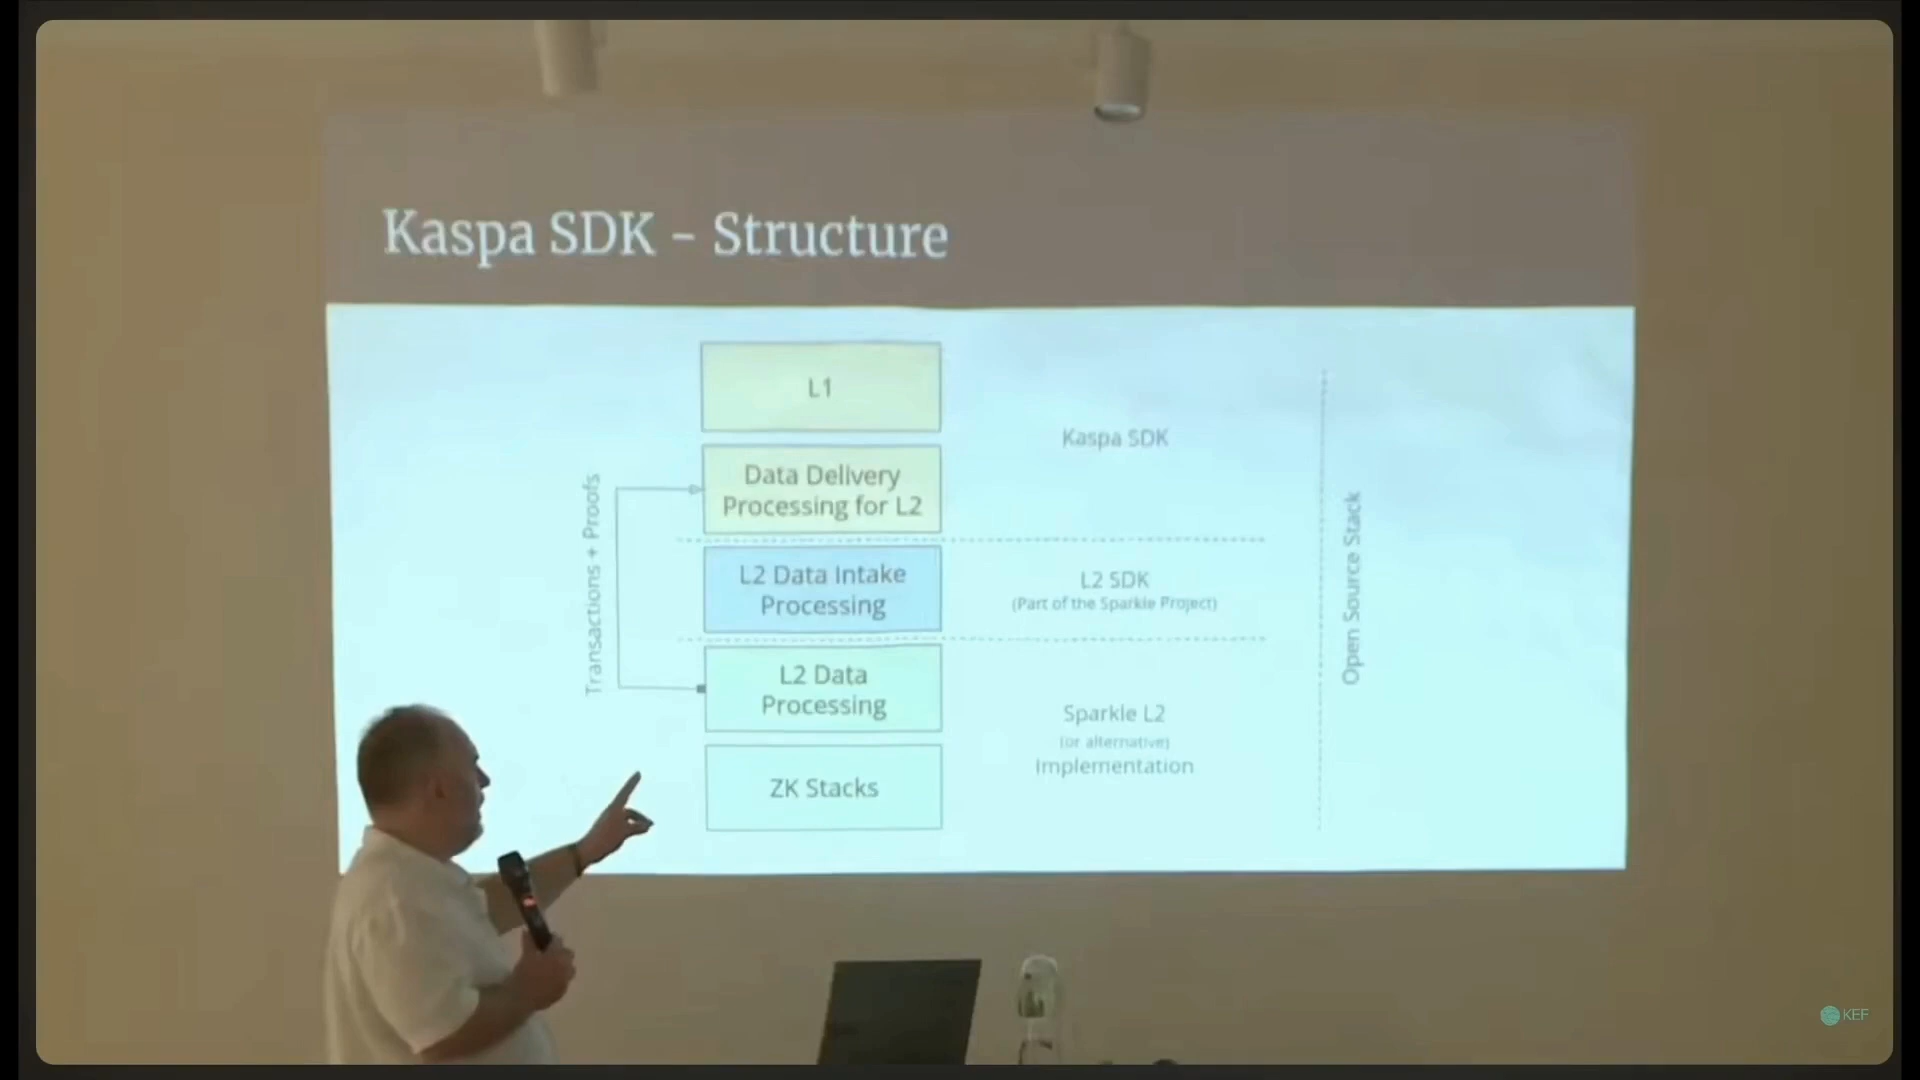 Kaspa SDK – Structure
L1
Data Delivery
Processing for L2
Kaspa SDK
Transactions + Proofs
L2 Data Intake
Processing
L2 SDK
(Part of the Sparkle Project)
L2 Data
Processing
ZK Stacks
Sparkle L2
(or alternative)
Implementation
Open Source Stack
KEF